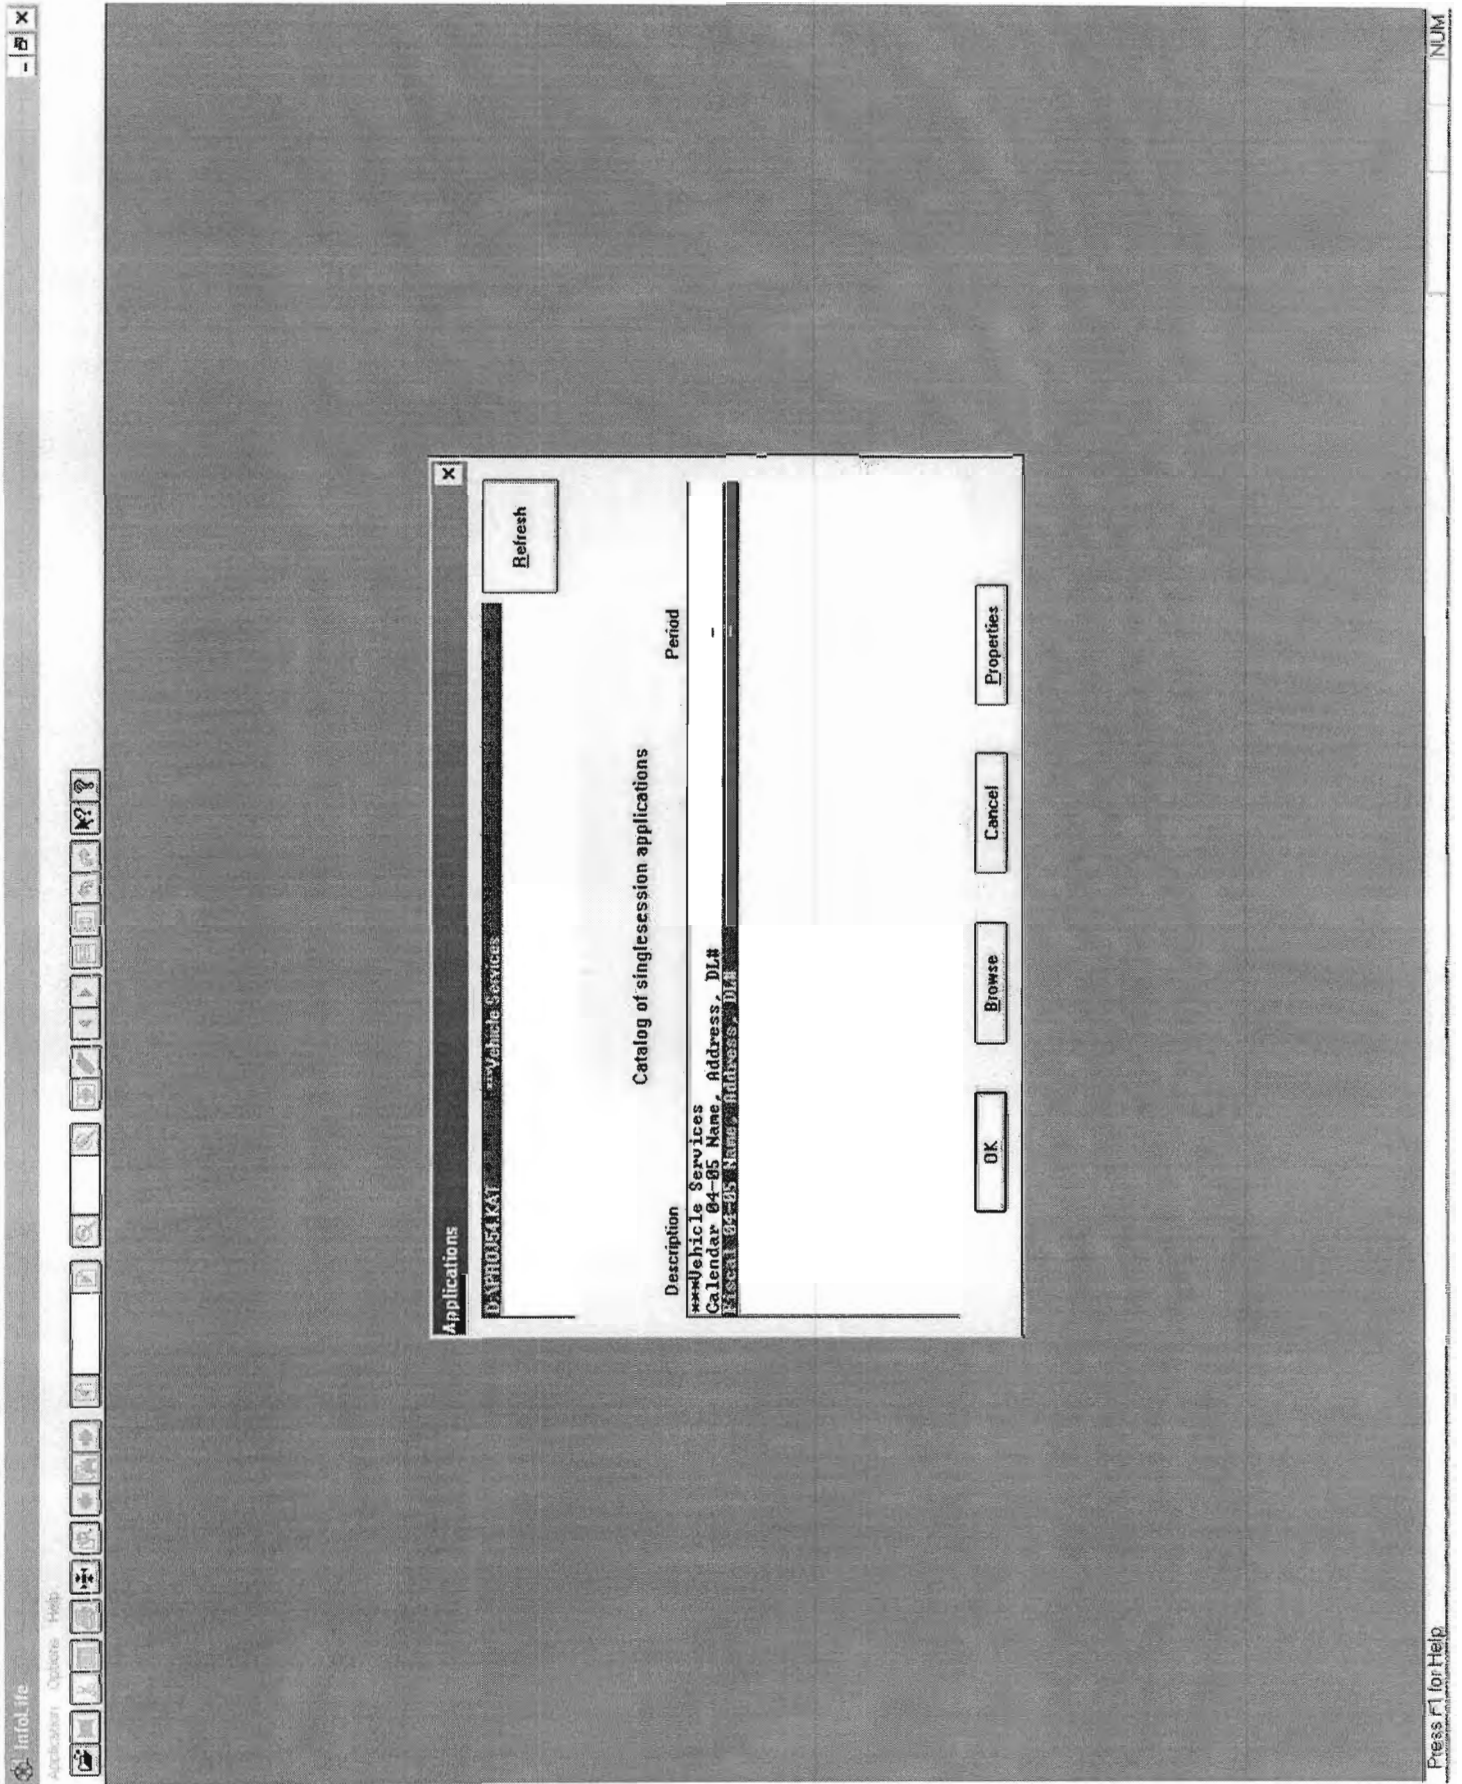 InfoLife
Application Options Help
Applications
D:\PROJ54.KAT ***Vehicle Services
Refresh
Catalog of singlesession applications
Description Period
***Vehicle Services
Calendar 04-05 Name, Address, DL# -
Fiscal 04-05 Name, Address, DL# -
OK Browse Cancel Properties
Press F1 for Help NUM